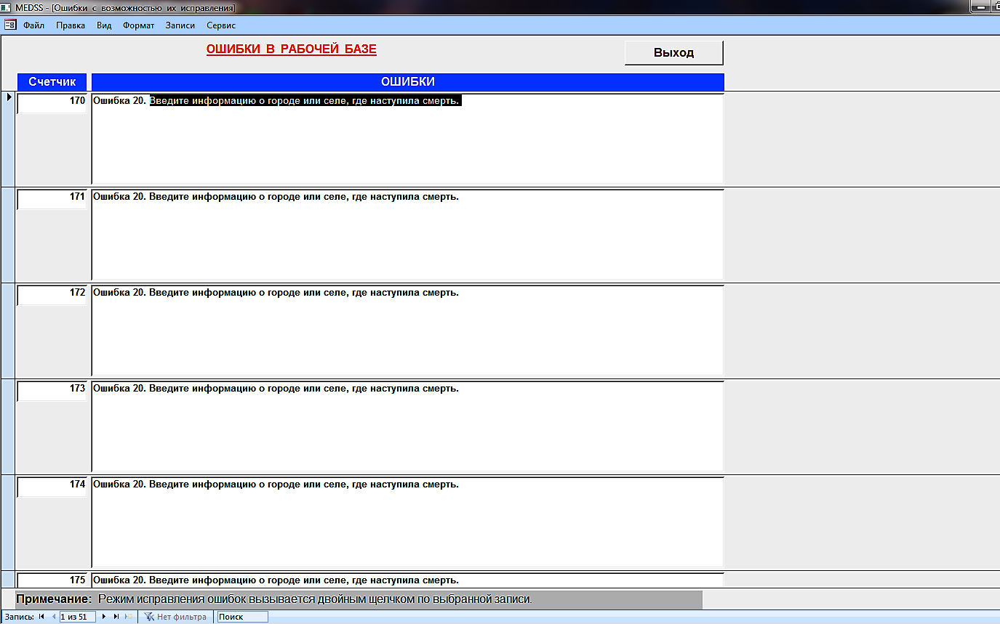 MEDSS - [Ошибки с возможностью их исправления]
Файл Правка Вид Формат Записи Сервис
ОШИБКИ В РАБОЧЕЙ БАЗЕ
Выход
Счетчик ОШИБКИ
170 Ошибка 20. Введите информацию о городе или селе, где наступила смерть.
171 Ошибка 20. Введите информацию о городе или селе, где наступила смерть.
172 Ошибка 20. Введите информацию о городе или селе, где наступила смерть.
173 Ошибка 20. Введите информацию о городе или селе, где наступила смерть.
174 Ошибка 20. Введите информацию о городе или селе, где наступила смерть.
175 Ошибка 20. Введите информацию о городе или селе, где наступила смерть.
Примечание: Режим исправления ошибок вызывается двойным щелчком по выбранной записи.
Запись: 1 из 51 Нет фильтра Поиск